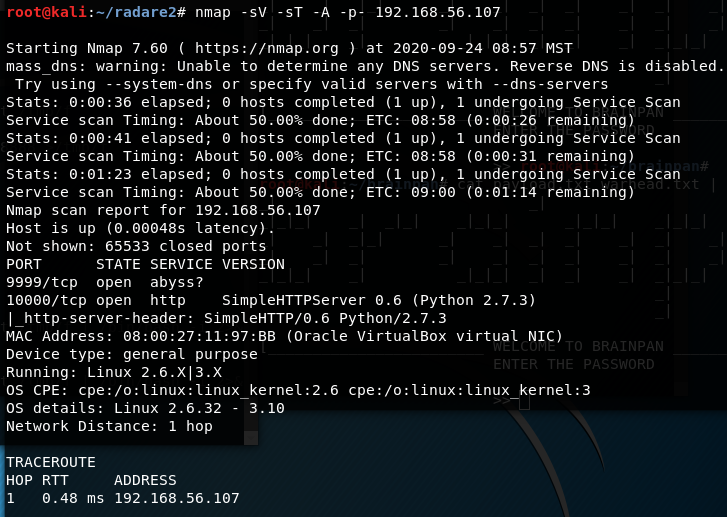 root@kali:~/radare2# nmap -sV -sT -A -p- 192.168.56.107
Starting Nmap 7.60 ( https://nmap.org ) at 2020-09-24 08:57 MST
mass_dns: warning: Unable to determine any DNS servers. Reverse DNS is disabled.
 Try using --system-dns or specify valid servers with --dns-servers
Stats: 0:00:36 elapsed; 0 hosts completed (1 up), 1 undergoing Service Scan
Service scan Timing: About 50.00% done; ETC: 08:58 (0:00:26 remaining)
Stats: 0:00:41 elapsed; 0 hosts completed (1 up), 1 undergoing Service Scan
Service scan Timing: About 50.00% done; ETC: 08:58 (0:00:31 remaining)
Stats: 0:01:23 elapsed; 0 hosts completed (1 up), 1 undergoing Service Scan
Service scan Timing: About 50.00% done; ETC: 09:00 (0:01:14 remaining)
Nmap scan report for 192.168.56.107
Host is up (0.00048s latency).
Not shown: 65533 closed ports
PORT      STATE SERVICE VERSION
9999/tcp  open  abyss?
10000/tcp open  http    SimpleHTTPServer 0.6 (Python 2.7.3)
|_http-server-header: SimpleHTTP/0.6 Python/2.7.3
MAC Address: 08:00:27:11:97:BB (Oracle VirtualBox virtual NIC)
Device type: general purpose
Running: Linux 2.6.X|3.X
OS CPE: cpe:/o:linux:linux_kernel:2.6 cpe:/o:linux:linux_kernel:3
OS details: Linux 2.6.32 - 3.10
Network Distance: 1 hop
TRACEROUTE
HOP RTT     ADDRESS
1   0.48 ms 192.168.56.107
WELCOME TO BRAINPAN
ENTER THE PASSWORD
WELCOME TO BRAINPAN
ENTER THE PASSWORD
>>